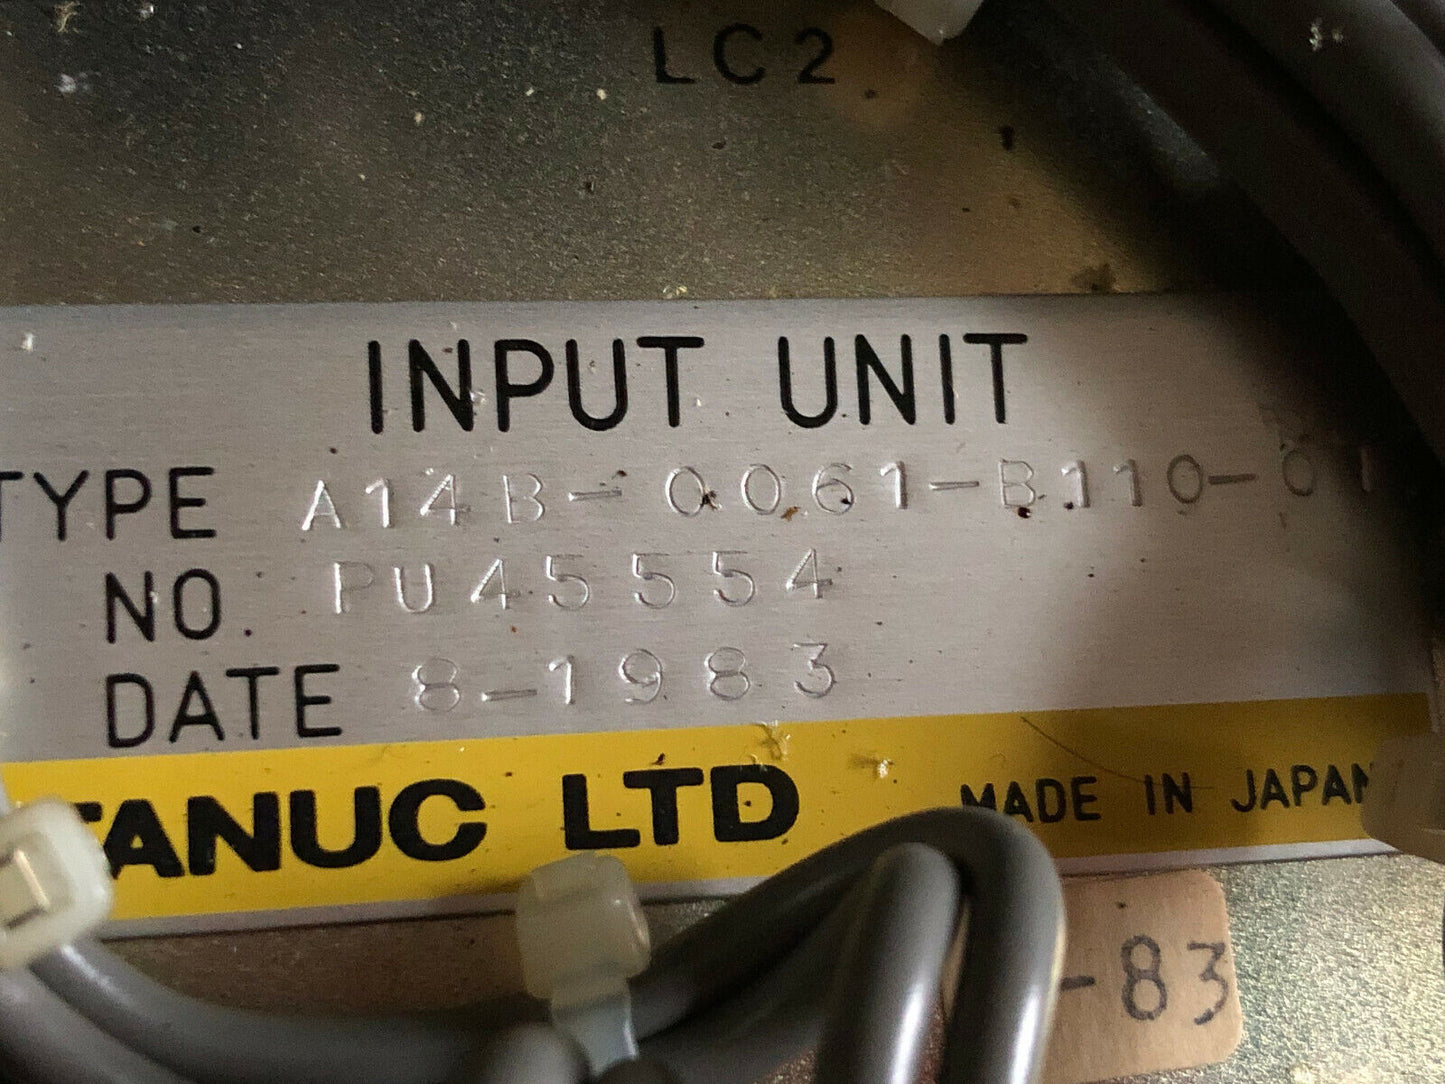 LC2
INPUT UNIT
TYPE A14B-0061-B110-01
NO. PU45554
DATE 8-1983
FANUC LTD MADE IN JAPAN
-83